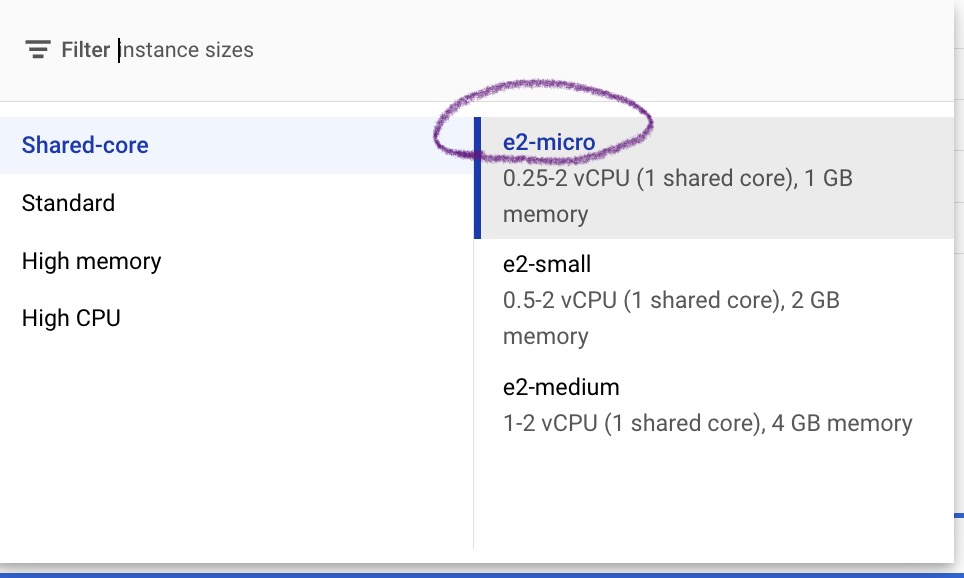 Filter instance sizes
Shared-core
Standard
High memory
High CPU
e2-micro
0.25-2 vCPU (1 shared core), 1 GB
memory
e2-small
0.5-2 vCPU (1 shared core), 2 GB
memory
e2-medium
1-2 vCPU (1 shared core), 4 GB memory